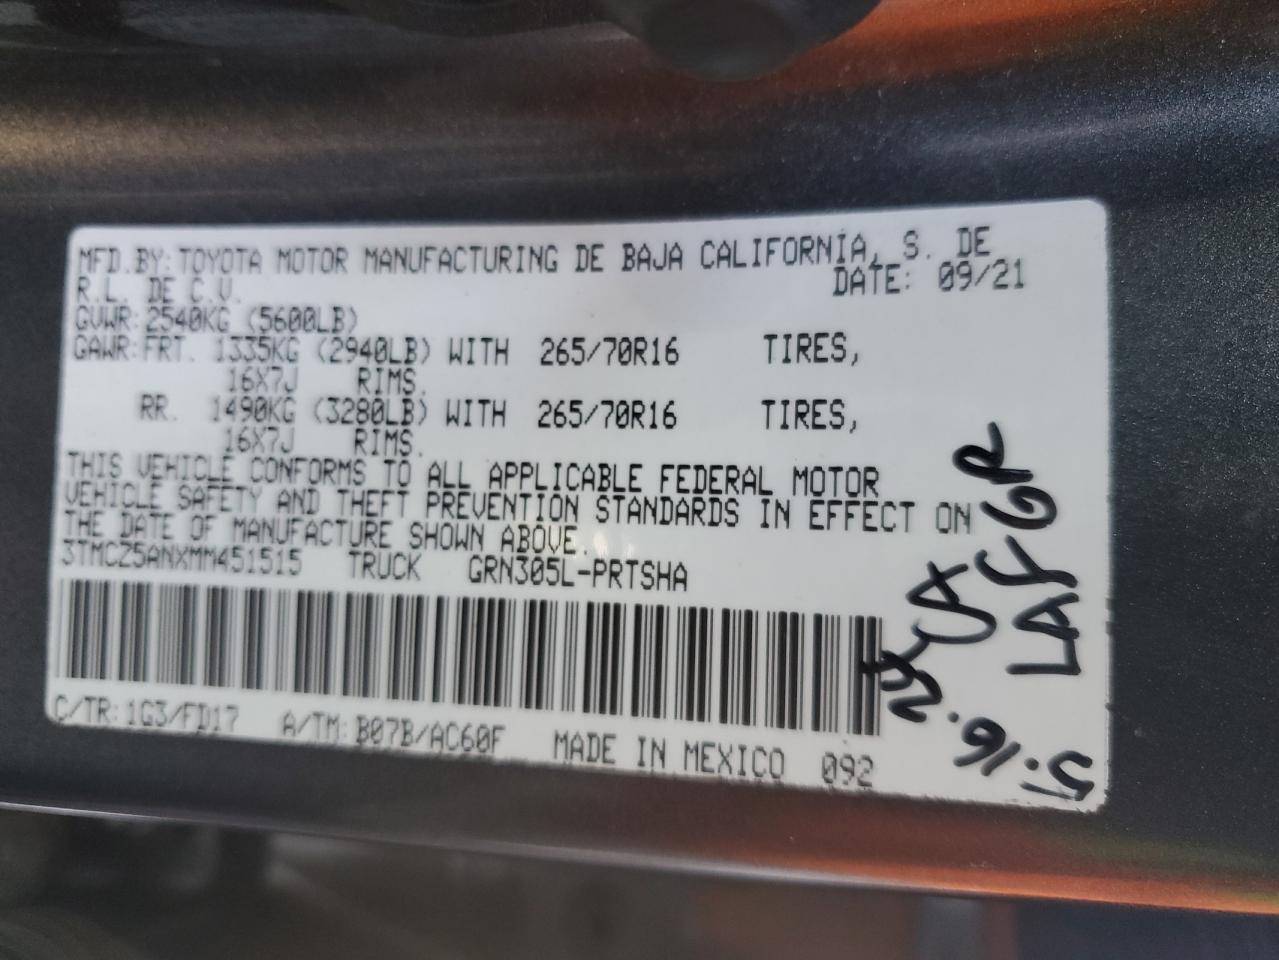 MFD.BY: TOYOTA MOTOR MANUFACTURING DE BAJA CALIFORNIA, S. DE
R.L. DE C.V. DATE: 09/21
GVWR: 2540KG (5600LB)
GAWR: FRT. 1335KG (2940LB) WITH 265/70R16 TIRES,
16X7J RIMS.
RR. 1490KG (3280LB) WITH 265/70R16 TIRES,
16X7J RIMS.
THIS VEHICLE CONFORMS TO ALL APPLICABLE FEDERAL MOTOR
VEHICLE SAFETY AND THEFT PREVENTION STANDARDS IN EFFECT ON
THE DATE OF MANUFACTURE SHOWN ABOVE.
3TMCZ5ANXMM451515 TRUCK GRN305L-PRTSHA
C/TR: 1G3/FD17 A/TM: B07B/AC60F MADE IN MEXICO 092
LAFGR